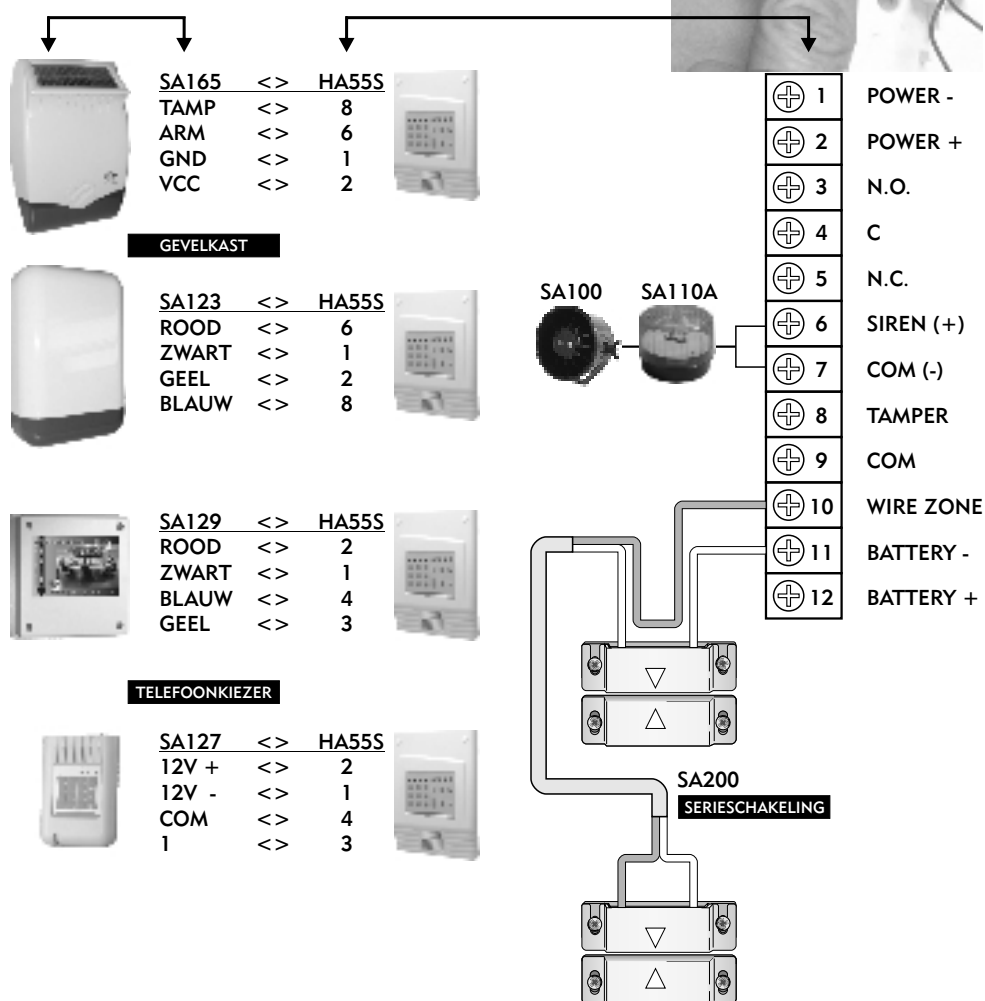 SA165 <> HA55S
TAMP <> 8
ARM <> 6
GND <> 1
VCC <> 2
GEVELKAST
SA123 <> HA55S
ROOD <> 6
ZWART <> 1
GEEL <> 2
BLAUW <> 8
SA129 <> HA55S
ROOD <> 2
ZWART <> 1
BLAUW <> 4
GEEL <> 3
TELEFOONKIEZER
SA127 <> HA55S
12V + <> 2
12V - <> 1
COM <> 4
1 <> 3
SA100 SA110A
1 POWER -
2 POWER +
3 N.O.
4 C
5 N.C.
6 SIREN (+)
7 COM (-)
8 TAMPER
9 COM
10 WIRE ZONE
11 BATTERY -
12 BATTERY +
SA200
SERIESCHAKELING